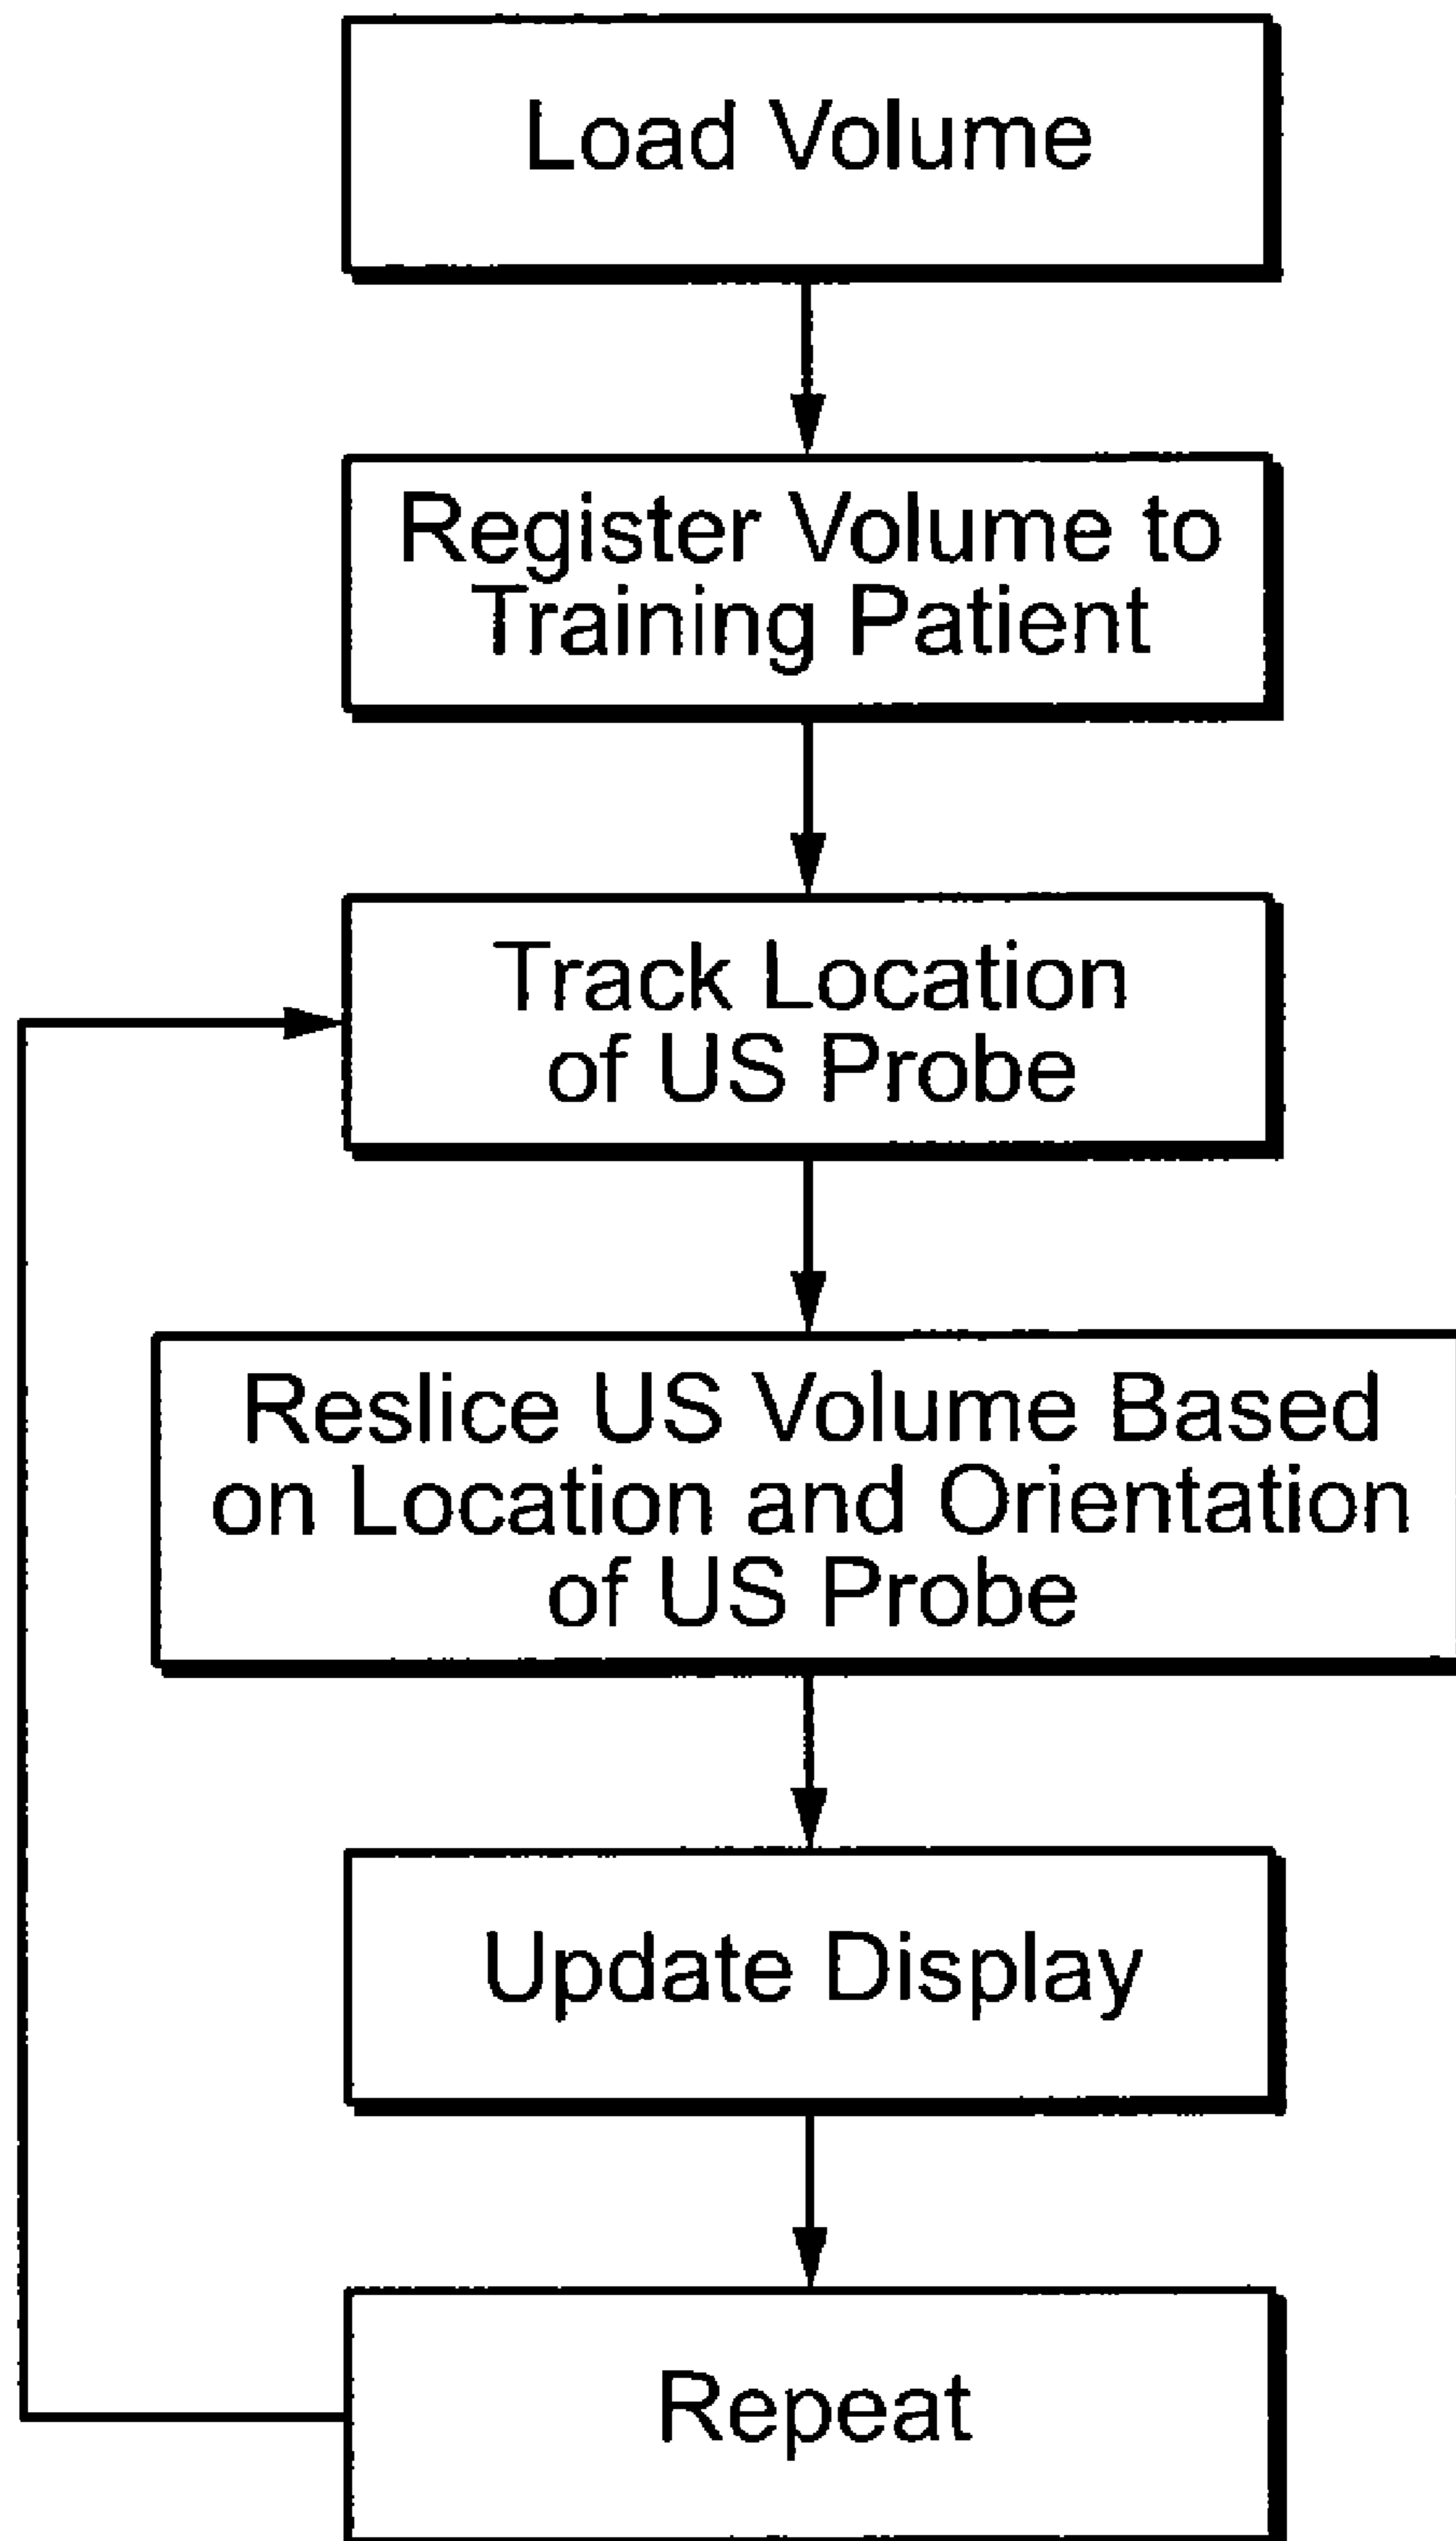 Load Volume
Register Volume to
Training Patient
Track Location
of US Probe
Reslice US Volume Based
on Location and Orientation
of US Probe
Update Display
Repeat